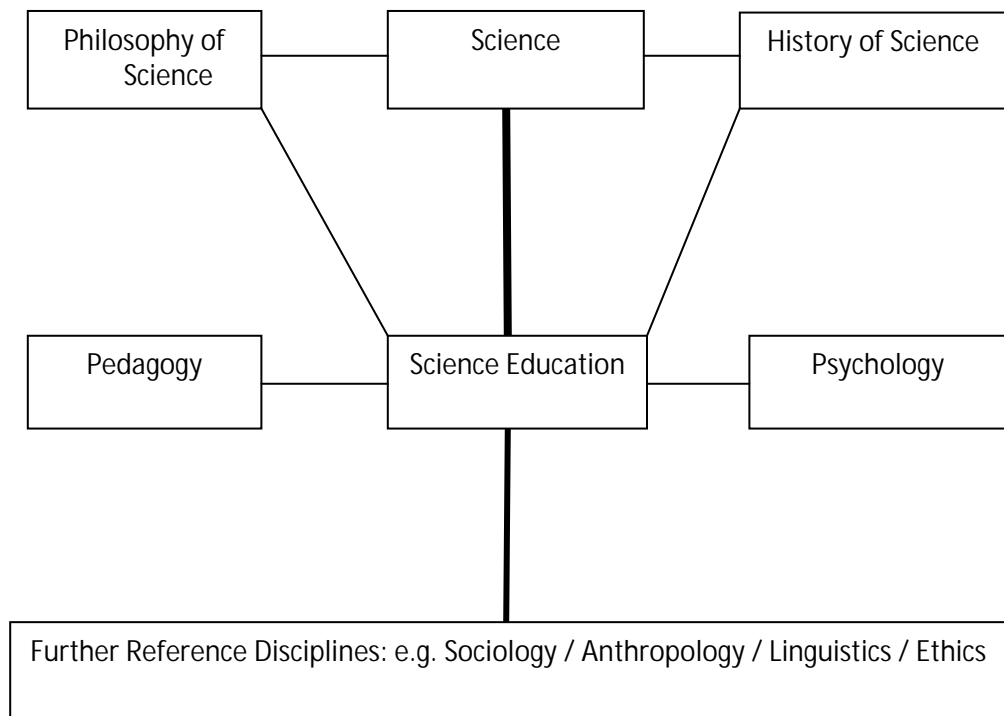 Philosophy of
Science
Science
History of Science
Pedagogy
Science Education
Psychology
Further Reference Disciplines: e.g. Sociology / Anthropology / Linguistics / Ethics